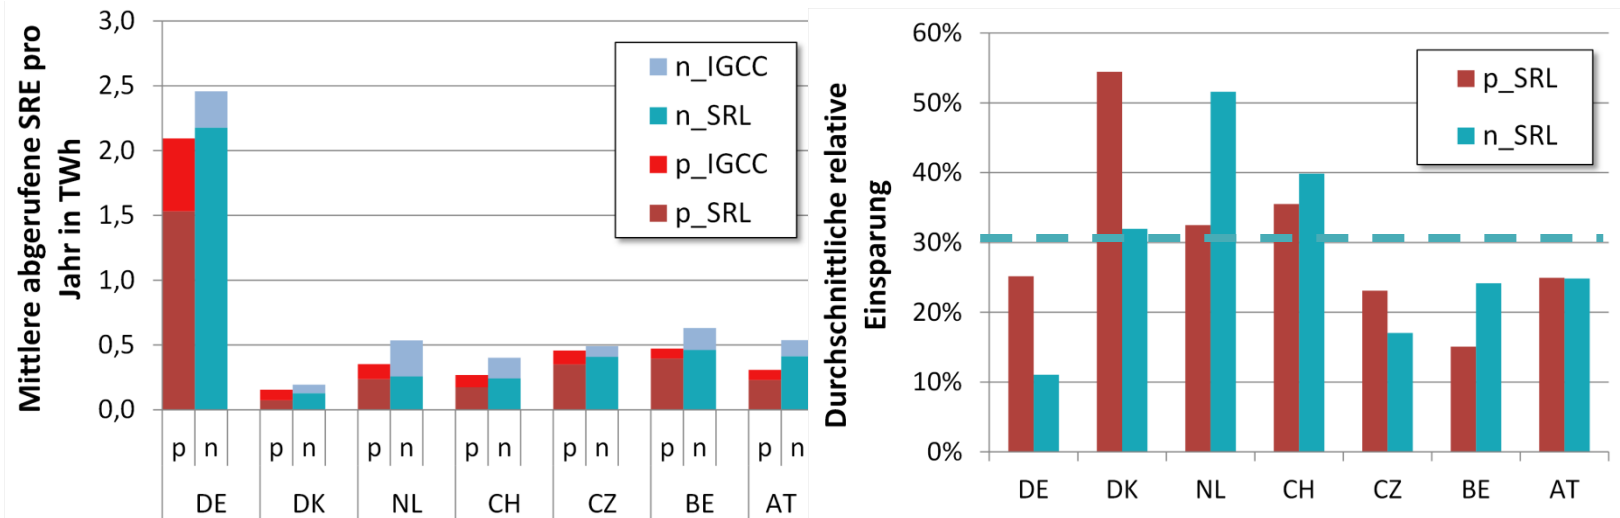 Mittlere abgerufene SRE pro
Jahr in TWh
3,0
2,5
2,0
1,5
1,0
0,5
0,0
n_IGCC
n_SRL
p_IGCC
p_SRL
p n p n p n p n p n p n p n
DE DK NL CH CZ BE AT
Durchschnittliche relative
Einsparung
60%
50%
40%
30%
20%
10%
0%
p_SRL
n_SRL
DE DK NL CH CZ BE AT